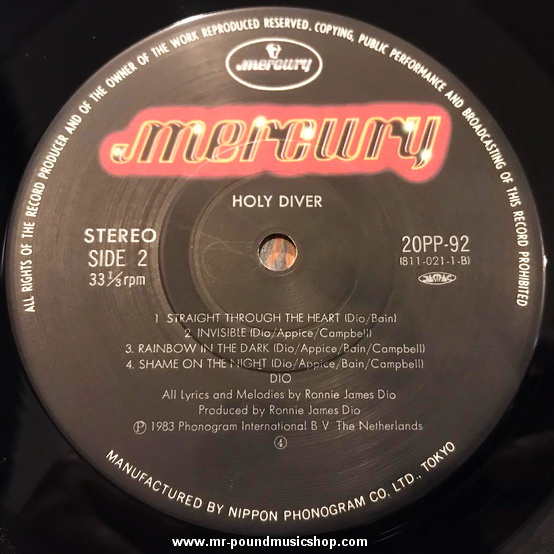 ALL RIGHTS OF THE RECORD PRODUCER AND OF THE OWNER OF THE WORK REPRODUCED RESERVED. COPYING, PUBLIC PERFORMANCE AND BROADCASTING OF THIS RECORD PROHIBITED
mercury
mercury
HOLY DIVER
STEREO
SIDE 2
33 1/3 rpm
20PP-92
(811-021-1-B)
JASRAC
1 STRAIGHT THROUGH THE HEART (Dio/Bain)
2. INVISIBLE (Dio/Appice/Campbell)
3. RAINBOW IN THE DARK (Dio/Appice/Bain/Campbell)
4. SHAME ON THE NIGHT (Dio/Appice/Bain/Campbell)
DIO
All Lyrics and Melodies by Ronnie James Dio
Produced by Ronnie James Dio
℗ 1983 Phonogram International B V The Netherlands
④
MANUFACTURED BY NIPPON PHONOGRAM CO. LTD., TOKYO
www.mr-poundmusicshop.com